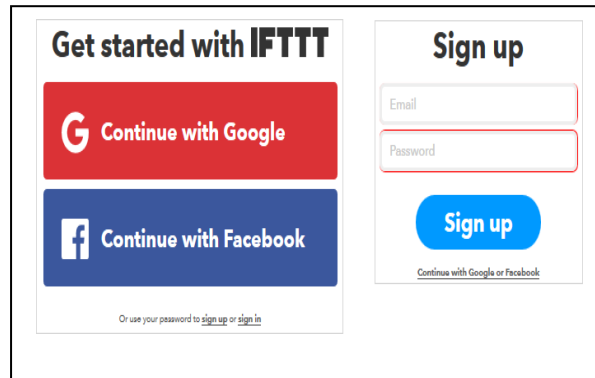 Get started with IFTTT
Continue with Google
Continue with Facebook
Or use your password to sign up or sign in
Sign up
Email
Password
Sign up
Continue with Google or Facebook